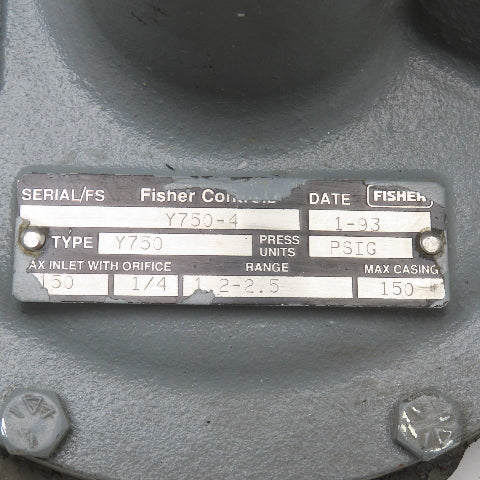 SERIAL/FS Fisher Controls DATE FISHER
Y750-4 1-93
TYPE Y750 PRESS UNITS PSIG
AX INLET WITH ORIFICE RANGE MAX CASING
150 1/4 1.2-2.5 150